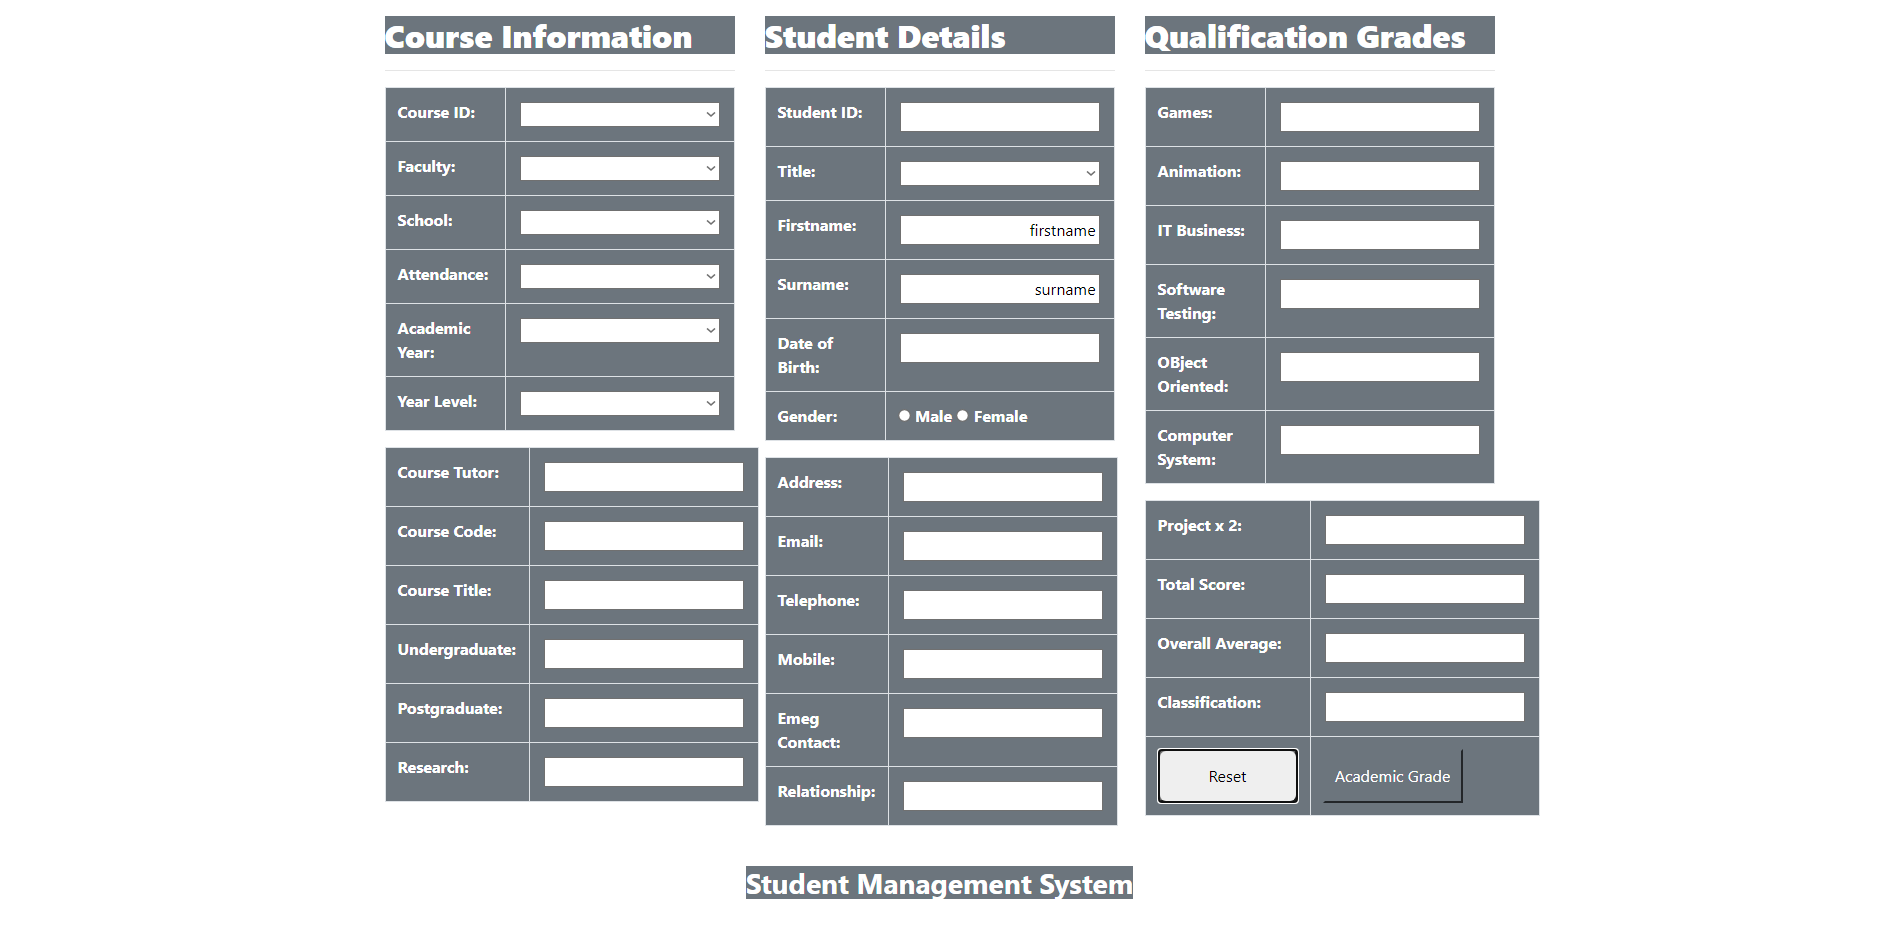 Course Information
Course ID:
Faculty:
School:
Attendance:
Academic
Year:
Year Level:
Course Tutor:
Course Code:
Course Title:
Undergraduate:
Postgraduate:
Research:
Student Details
Student ID:
Title:
Firstname: firstname
Surname: surname
Date of
Birth:
Gender: Male Female
Address:
Email:
Telephone:
Mobile:
Emeg
Contact:
Relationship:
Qualification Grades
Games:
Animation:
IT Business:
Software
Testing:
OBject
Oriented:
Computer
System:
Project x 2:
Total Score:
Overall Average:
Classification:
Reset Academic Grade
Student Management System